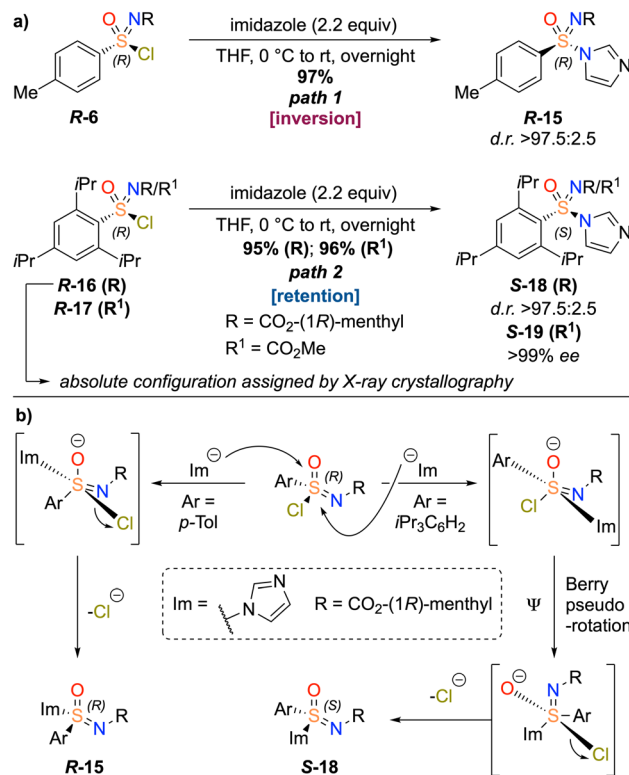 a)
O NR
S
(R) Cl
Me
R-6
imidazole (2.2 equiv)
THF, 0 °C to rt, overnight
97%
path 1
[inversion]
O NR
S N N
(R)
Me
R-15
d.r. >97.5:2.5
iPr O NR/R¹
S
(R) Cl
iPr iPr
R-16 (R)
R-17 (R¹)
imidazole (2.2 equiv)
THF, 0 °C to rt, overnight
95% (R); 96% (R¹)
path 2
[retention]
R = CO₂-(1R)-menthyl
R¹ = CO₂Me
iPr O NR/R¹
S N N
(S)
iPr iPr
S-18 (R)
d.r. >97.5:2.5
S-19 (R¹)
>99% ee
absolute configuration assigned by X-ray crystallography
b)
Im O⊖ R
S N
Ar Cl
Im⊖
Ar =
p-Tol
O
Ar S (R) R
Cl N
⊖Im
Ar =
iPr₃C₆H₂
Ar O⊖ R
S N
Cl Im
-Cl⊖
Im = N N
R = CO₂-(1R)-menthyl
Ψ
Berry
pseudo
-rotation
O
Im S (R) R
Ar N
R-15
O
Ar S (S) R
Im N
S-18
-Cl⊖
O⊖ N R
S Ar
Im Cl